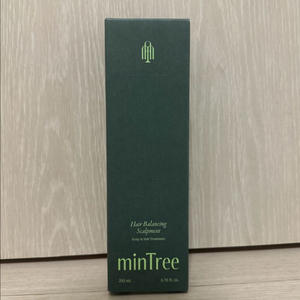 Hair Balancing
Scalpment
Scalp & Hair Treatment
minTree
200 mL
6.76 fl. oz.